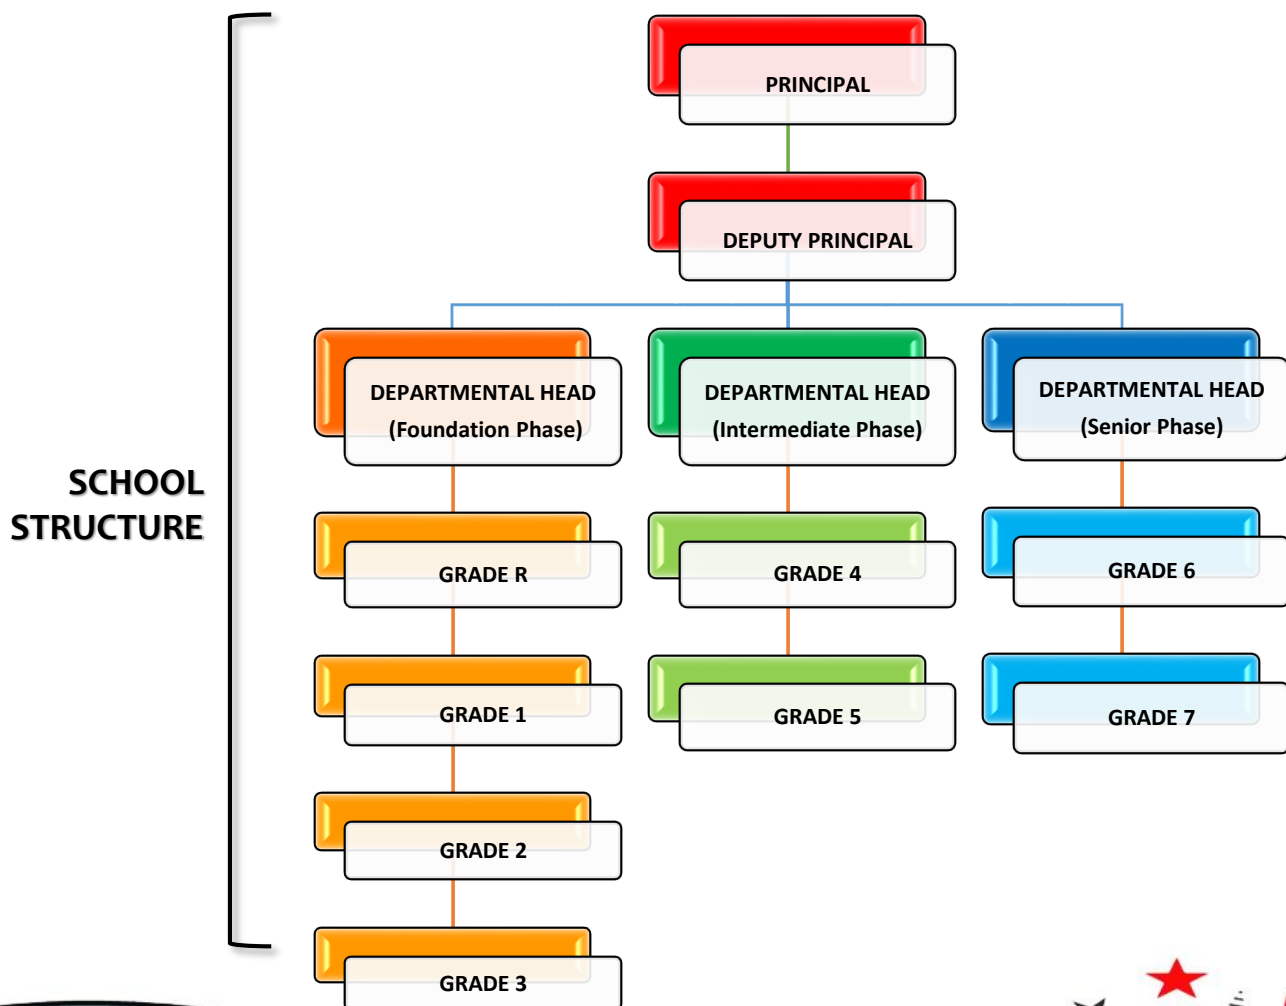 PRINCIPAL
DEPUTY PRINCIPAL
DEPARTMENTAL HEAD
(Foundation Phase)
DEPARTMENTAL HEAD
(Intermediate Phase)
DEPARTMENTAL HEAD
(Senior Phase)
SCHOOL
STRUCTURE
GRADE R
GRADE 4
GRADE 6
GRADE 1
GRADE 5
GRADE 7
GRADE 2
GRADE 3